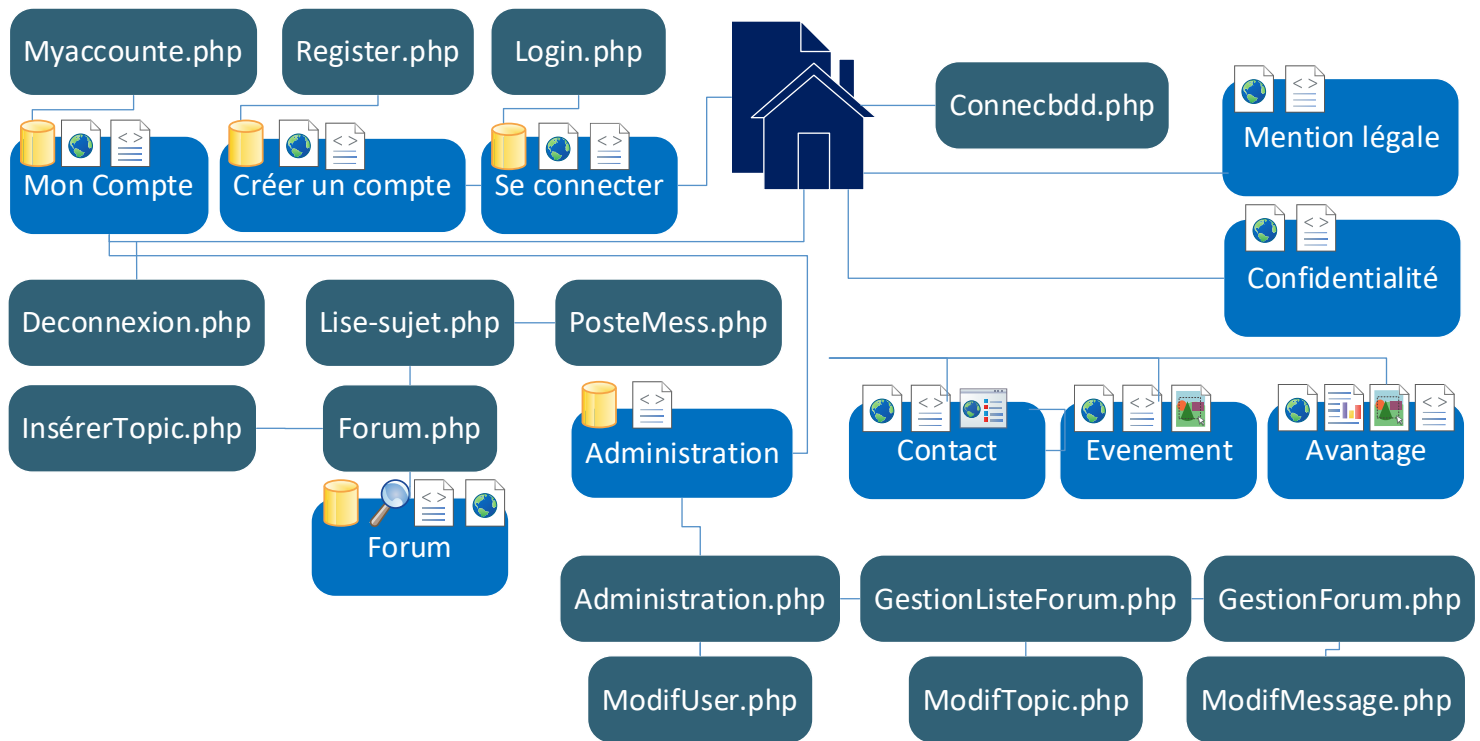 Myaccounte.php
Register.php
Login.php
Connecbdd.php
Mention légale
Mon Compte
Créer un compte
Se connecter
Confidentialité
Deconnexion.php
Lise-sujet.php
PosteMess.php
InsérerTopic.php
Forum.php
Administration
Contact
Evenement
Avantage
Forum
Administration.php
GestionListeForum.php
GestionForum.php
ModifUser.php
ModifTopic.php
ModifMessage.php